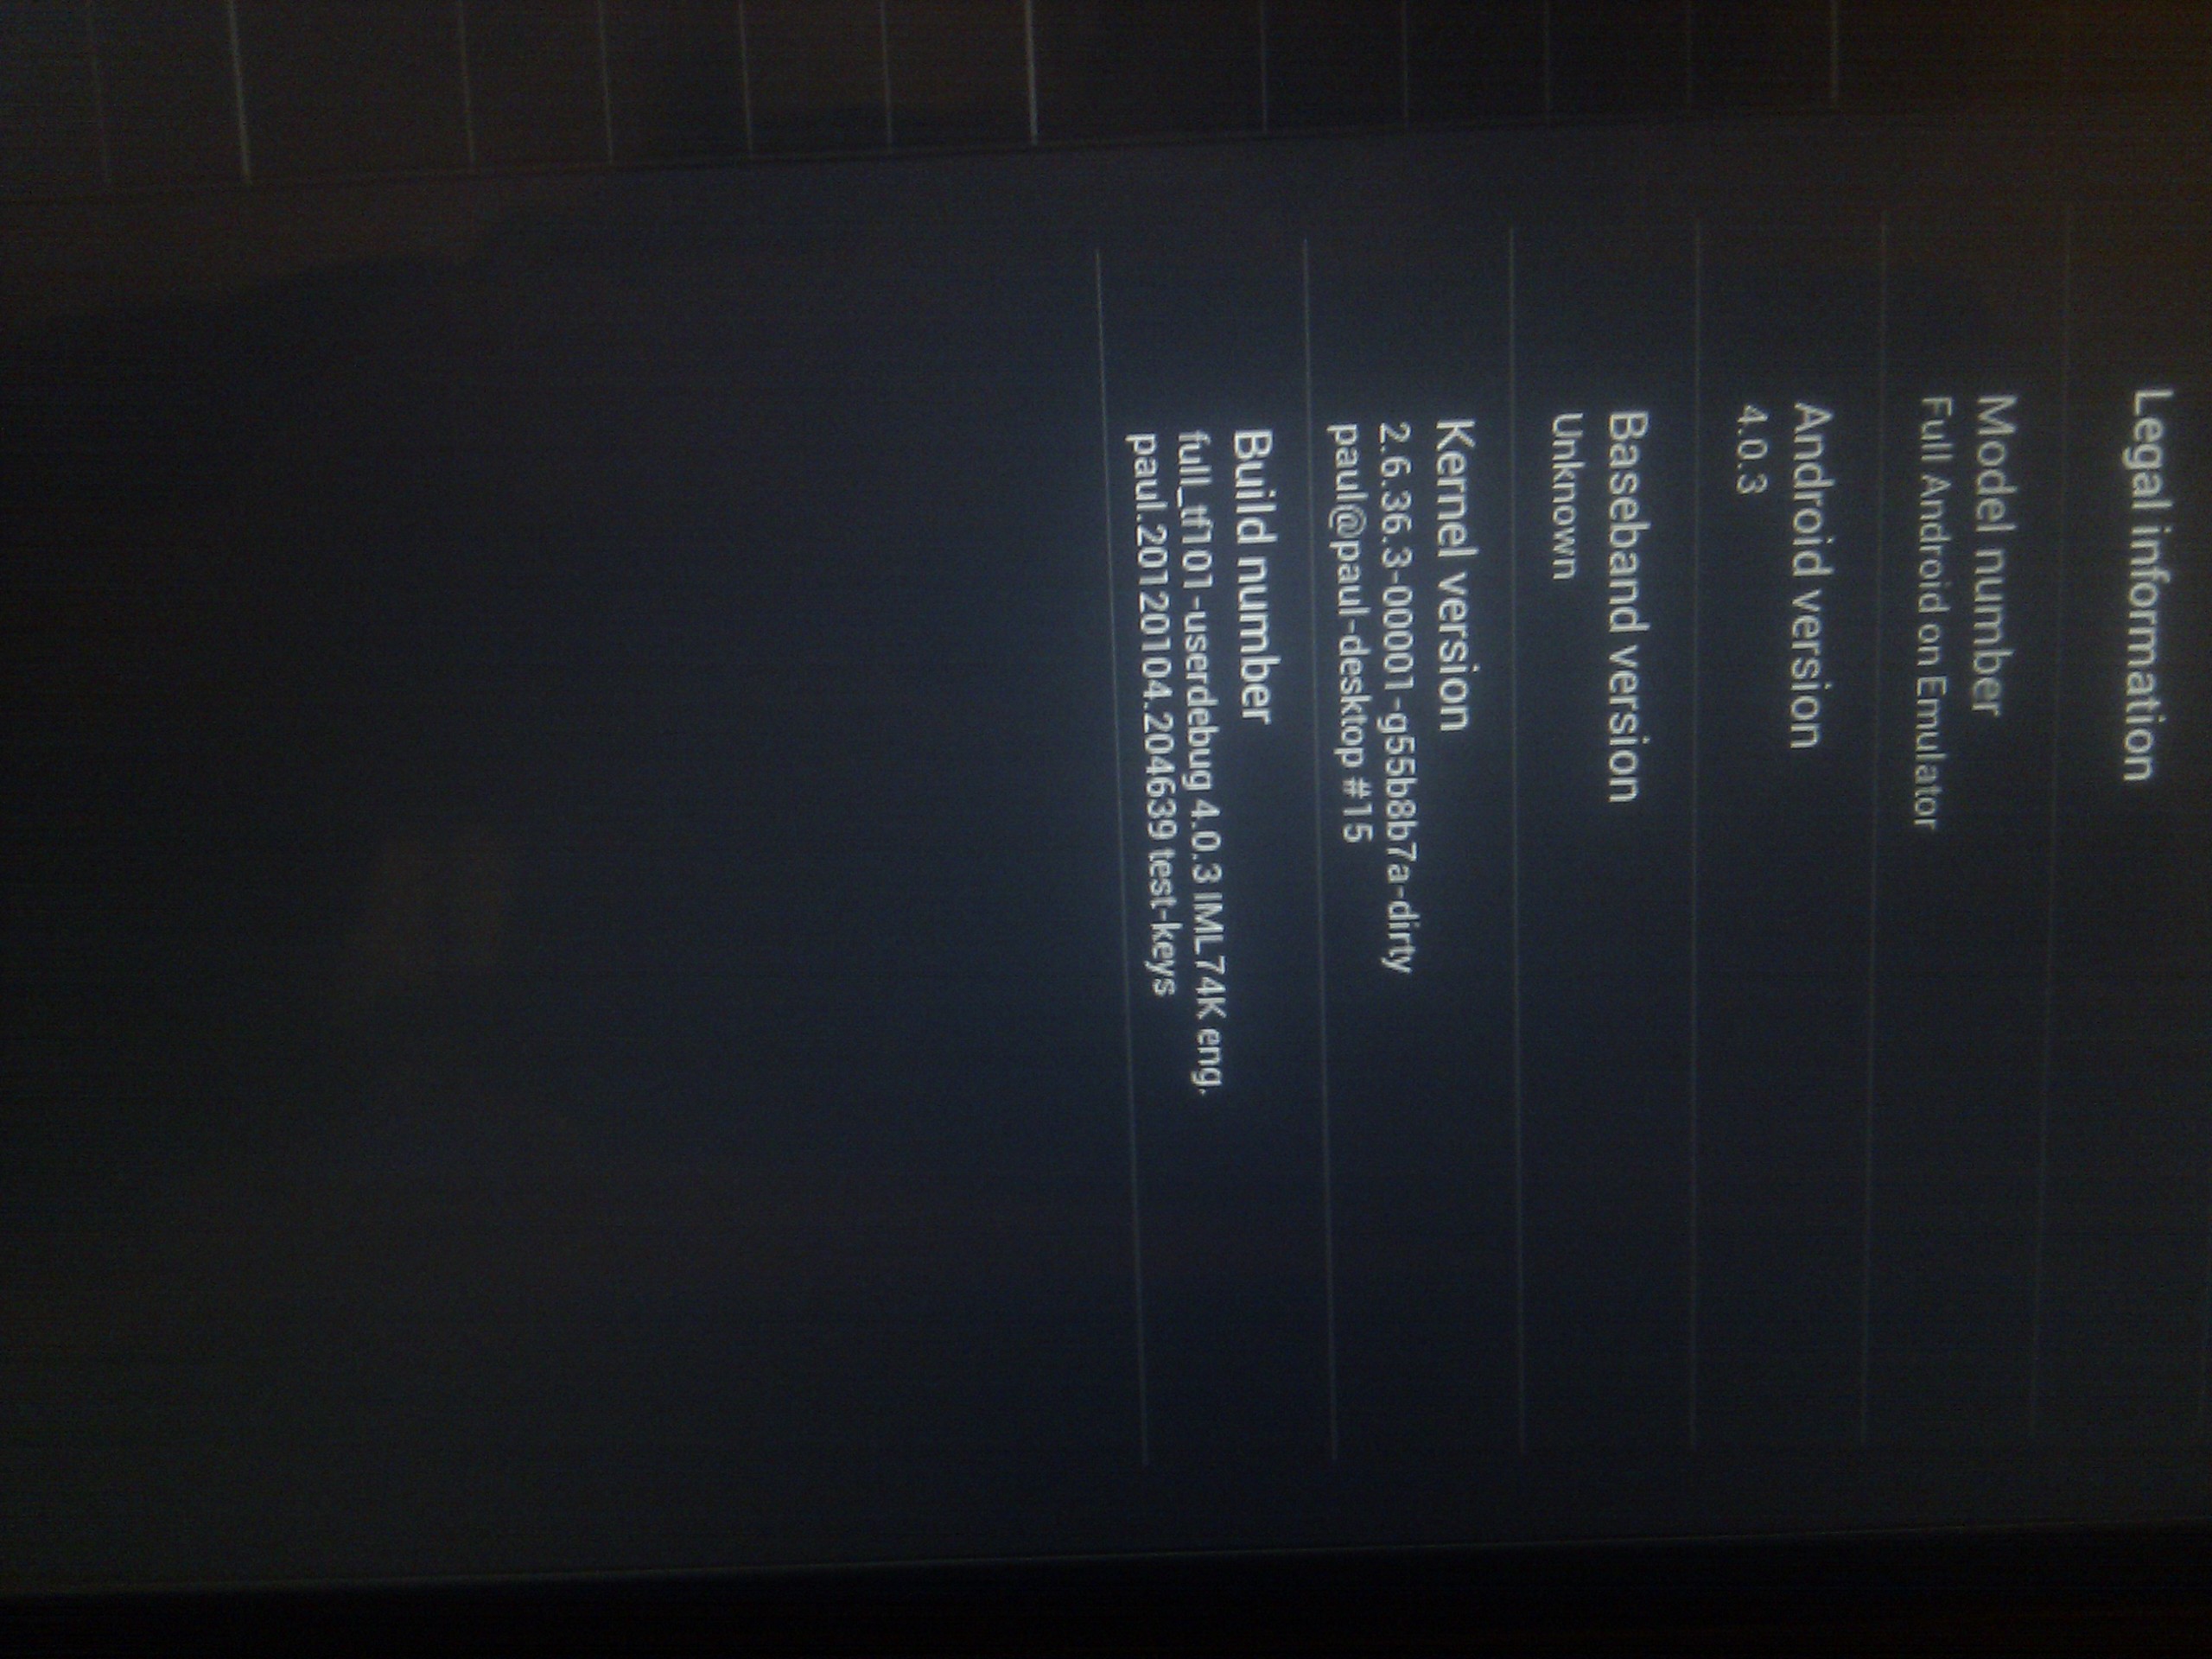 Legal information
Model number
Full Android on Emulator
Android version
4.0.3
Baseband version
Unknown
Kernel version
2.6.36.3-00001-g55b8b7a-dirty
paul@paul-desktop #15
Build number
full_tf101-userdebug 4.0.3 IML74K eng.
paul.20120104.204639 test-keys